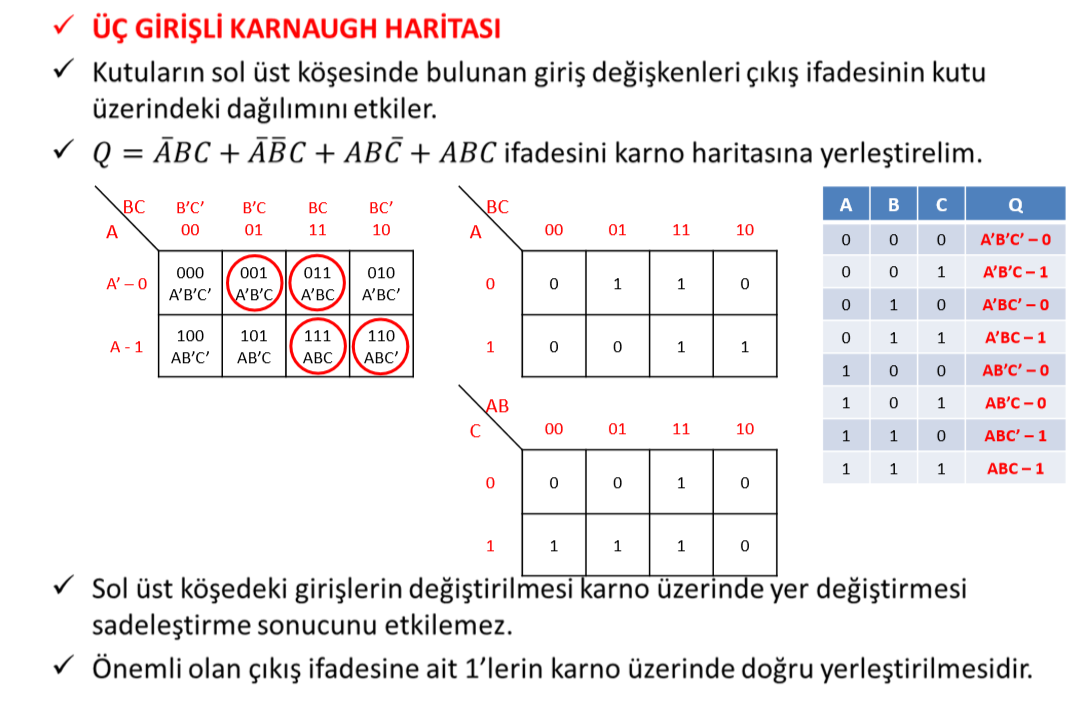 ✓ ÜÇ GİRİŞLİ KARNAUGH HARİTASI
✓ Kutuların sol üst köşesinde bulunan giriş değişkenleri çıkış ifadesinin kutu
üzerindeki dağılımını etkiler.
✓ Q = A̅BC + A̅B̅C + ABC̅ + ABC ifadesini karno haritasına yerleştirelim.
BC B’C’ B’C BC BC’
A 00 01 11 10
A’ – 0 000 001 011 010
A’B’C’ A’B’C A’BC A’BC’
A - 1 100 101 111 110
AB’C’ AB’C ABC ABC’
BC
A 00 01 11 10
0 0 1 1 0
1 0 0 1 1
AB
C 00 01 11 10
0 0 0 1 0
1 1 1 1 0
A B C Q
0 0 0 A’B’C’ – 0
0 0 1 A’B’C – 1
0 1 0 A’BC’ – 0
0 1 1 A’BC – 1
1 0 0 AB’C’ – 0
1 0 1 AB’C – 0
1 1 0 ABC’ – 1
1 1 1 ABC – 1
✓ Sol üst köşedeki girişlerin değiştirilmesi karno üzerinde yer değiştirmesi
sadeleştirme sonucunu etkilemez.
✓ Önemli olan çıkış ifadesine ait 1’lerin karno üzerinde doğru yerleştirilmesidir.